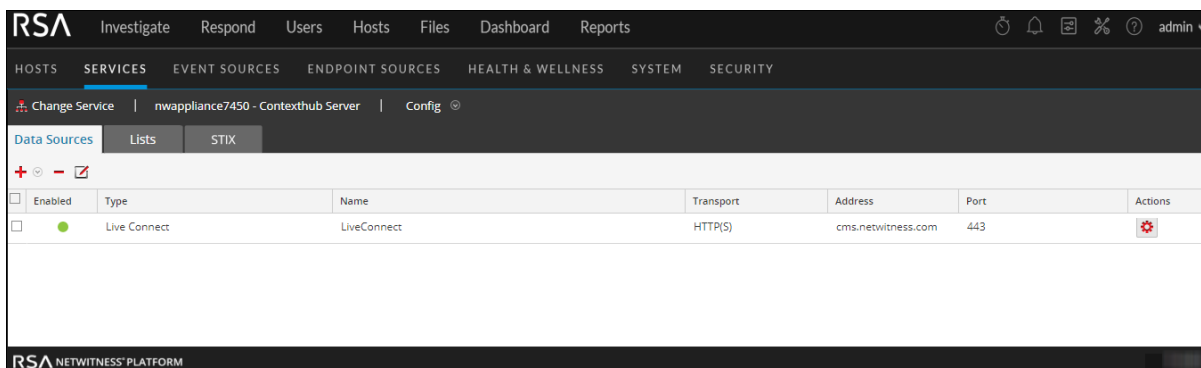 RSA Investigate Respond Users Hosts Files Dashboard Reports admin
HOSTS SERVICES EVENT SOURCES ENDPOINT SOURCES HEALTH & WELLNESS SYSTEM SECURITY
Change Service | nwappliance7450 - Contexthub Server | Config
Data Sources Lists STIX
Enabled Type Name Transport Address Port Actions
Live Connect LiveConnect HTTP(S) cms.netwitness.com 443
RSA NETWITNESS® PLATFORM